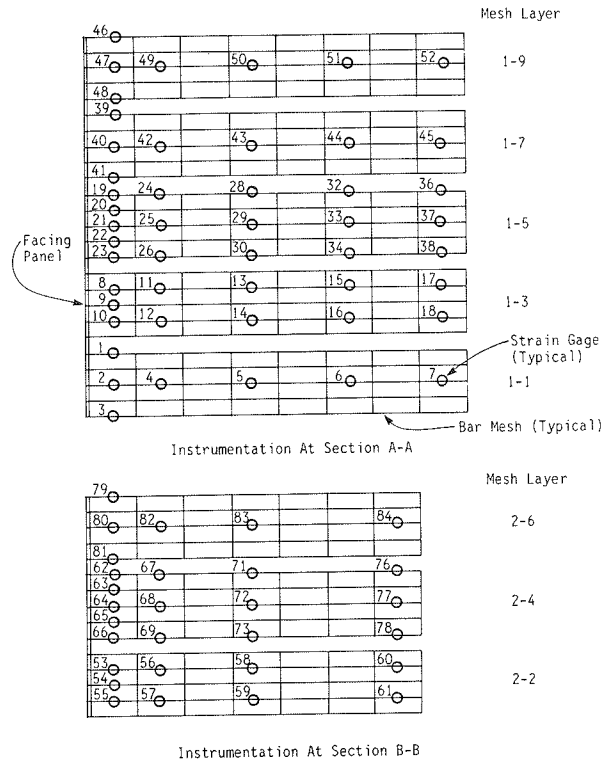 Mesh Layer
46
47 49 50 51 52 1-9
48
39
40 42 43 44 45 1-7
41
19 24 28 32 36
20
21 25 29 33 37 1-5
22
23 26 30 34 38
Facing
Panel
8 11 13 15 17
9 1-3
10 12 14 16 18
1
Strain Gage
(Typical)
2 4 5 6 7 1-1
3
Bar Mesh (Typical)
Instrumentation At Section A-A
Mesh Layer
79
80 82 83 84 2-6
81
62 67 71 76
63
64 68 72 77 2-4
65
66 69 73 78
53 56 58 60
54 2-2
55 57 59 61
Instrumentation At Section B-B